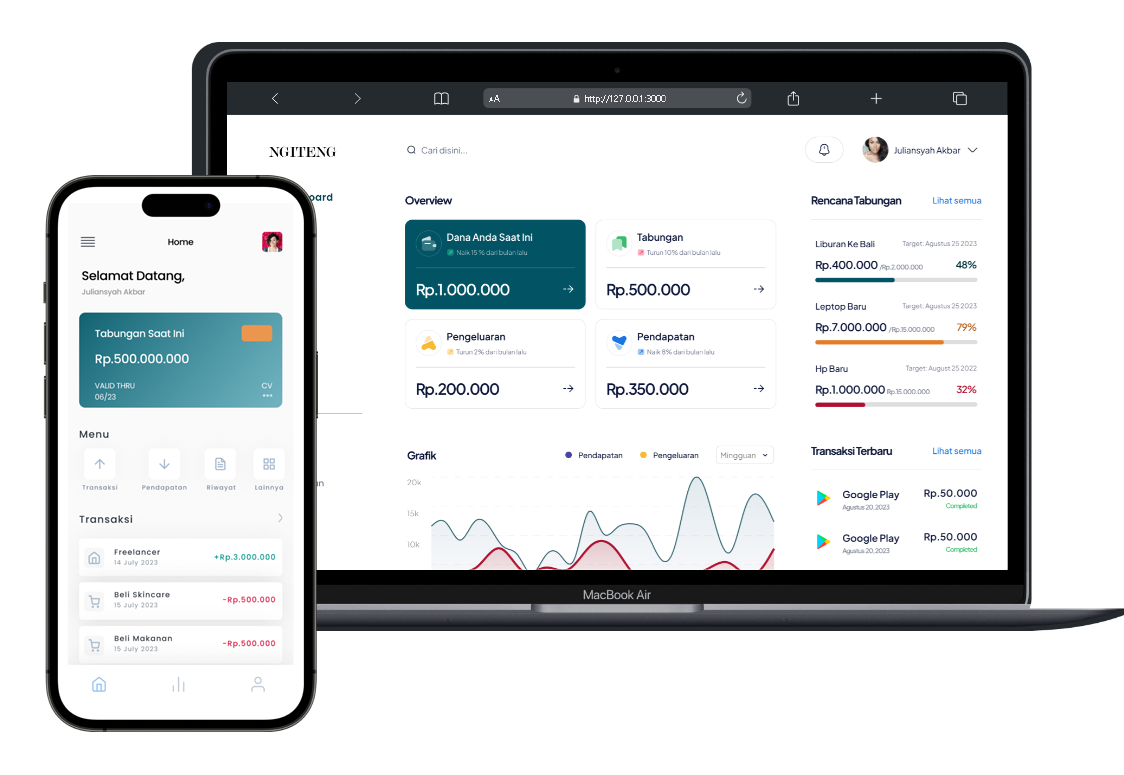 http://127.0.0.1:3000
NGITENG
Cari disini...
Juliansyah Akbar
oard
Overview
Dana Anda Saat Ini
Naik 15 % dari bulan lalu
Rp.1.000.000
Tabungan
Turun 10% dari bulan lalu
Rp.500.000
Pengeluaran
Turun 2% dari bulan lalu
Rp.200.000
Pendapatan
Naik 8% dari bulan lalu
Rp.350.000
Grafik
Pendapatan
Pengeluaran
Mingguan
20k
15k
10k
Rencana Tabungan
Lihat semua
Liburan Ke Bali
Target: Agustus 25 2023
Rp.400.000 /Rp.2.000.000
48%
Leptop Baru
Target: Agustus 25 2023
Rp.7.000.000 /Rp.15.000.000
79%
Hp Baru
Target: August 25 2022
Rp.1.000.000 Rp.15.000.000
32%
Transaksi Terbaru
Lihat semua
Google Play
Rp.50.000
Agustus 20, 2023
Completed
Google Play
Rp.50.000
Agustus 20, 2023
Completed
an
MacBook Air
Home
Selamat Datang,
Juliansyah Akbar
Tabungan Saat Ini
Rp.500.000.000
VALID THRU
CV
06/23
***
Menu
Transaksi
Pendapatan
Riwayat
Lainnya
Transaksi
Freelancer
14 July 2023
+Rp.3.000.000
Beli Skincare
15 July 2023
-Rp.500.000
Beli Makanan
15 July 2023
-Rp.500.000